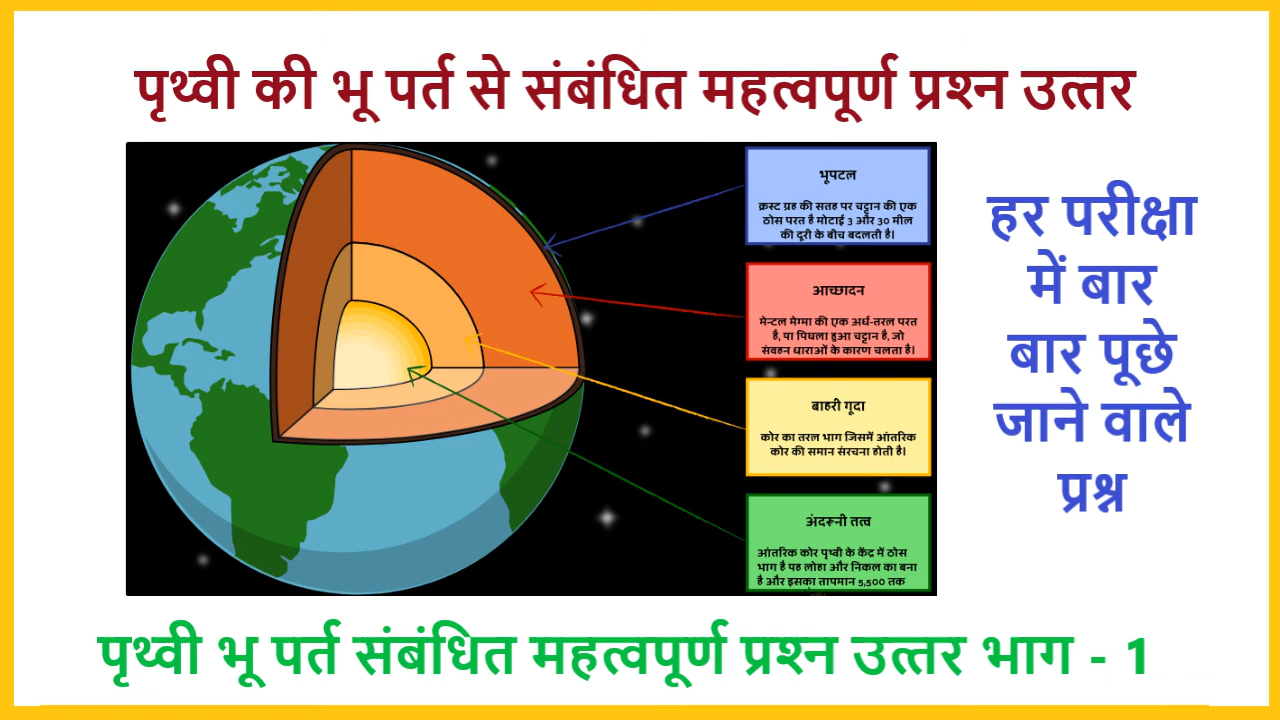 पृथ्वी की भू पर्त से संबंधित महत्वपूर्ण प्रश्न उत्तर
भूपटल
क्रस्ट ग्रह की सतह पर चट्टान की एक
ठोस परत है मोटाई 3 और 30 मील
की दूरी के बीच बदलती है।
आच्छादन
मेन्टल मेग्मा की एक अर्ध-तरल परत
है, या पिघला हुआ चट्टान है, जो
संवहन धाराओं के कारण चलता है।
बाहरी गूदा
कोर का तरल भाग जिसमें आंतरिक
कोर की समान संरचना होती है।
अंदरूनी तत्व
आंतरिक कोर पृथ्वी के केंद्र में ठोस
भाग है यह लोहा और निकल का बना
है और इसका तापमान 5,500 तक
हर परीक्षा
में बार
बार पूछे
जाने वाले
प्रश्न
पृथ्वी भू पर्त संबंधित महत्वपूर्ण प्रश्न उत्तर भाग - 1